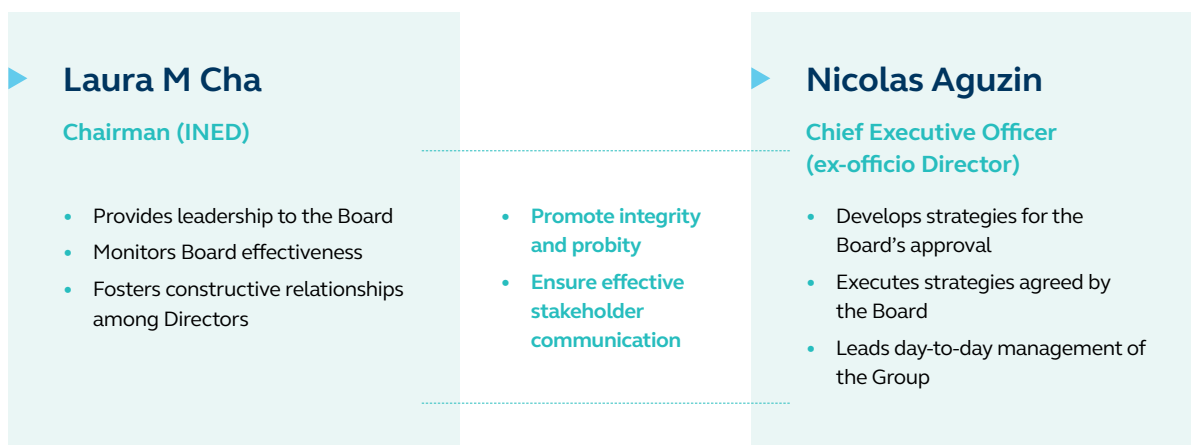 Laura M Cha
Chairman (INED)
• Provides leadership to the Board
• Monitors Board effectiveness
• Fosters constructive relationships
among Directors
• Promote integrity
and probity
• Ensure effective
stakeholder
communication
Nicolas Aguzin
Chief Executive Officer
(ex-officio Director)
• Develops strategies for the
Board’s approval
• Executes strategies agreed by
the Board
• Leads day-to-day management of
the Group